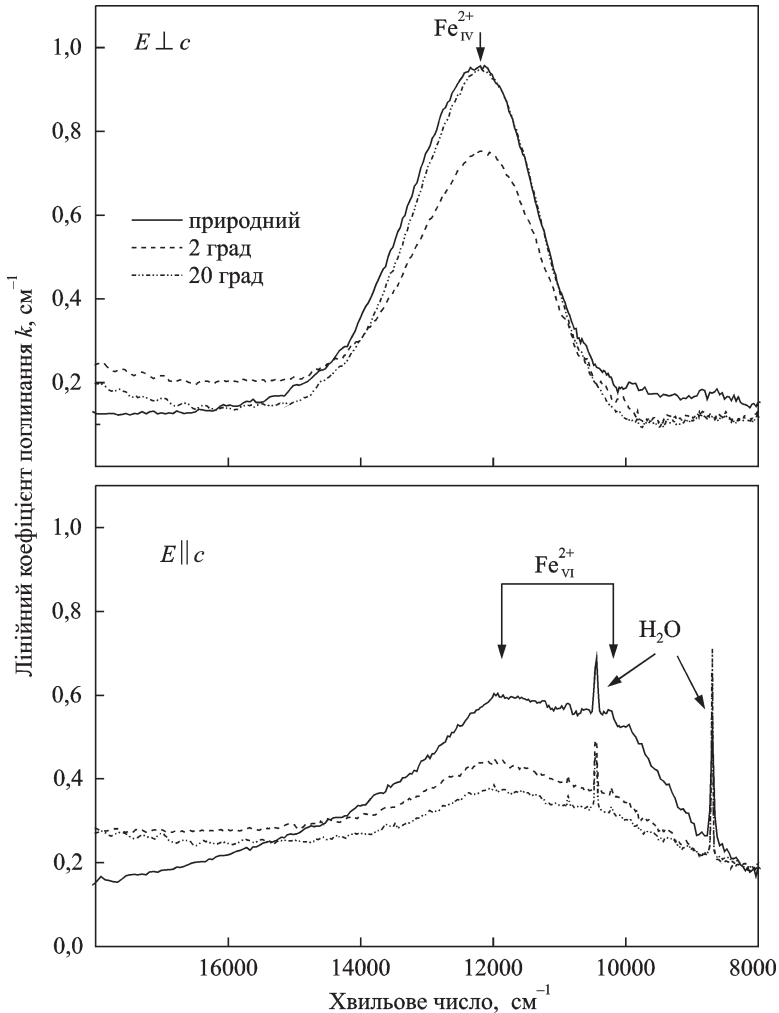 Fe²⁺IV
E ⊥ c
1,0
0,8
0,6
0,4
0,2
природний
2 град
20 град
Лінійний коефіцієнт поглинання k, см⁻¹
E || c
Fe²⁺VI
H₂O
1,0
0,8
0,6
0,4
0,2
0,0
16000 14000 12000 10000 8000
Хвильове число, см⁻¹